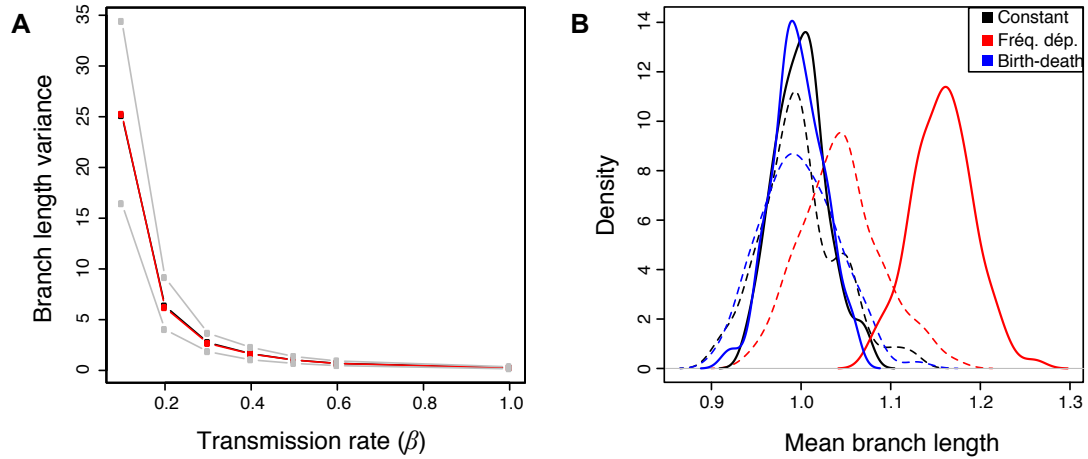 A
Branch length variance
35
30
25
20
15
10
5
0
0.2 0.4 0.6 0.8 1.0
Transmission rate (β)
B
Constant
Fréq. dép.
Birth-death
Density
14
12
10
8
6
4
2
0
0.9 1.0 1.1 1.2 1.3
Mean branch length